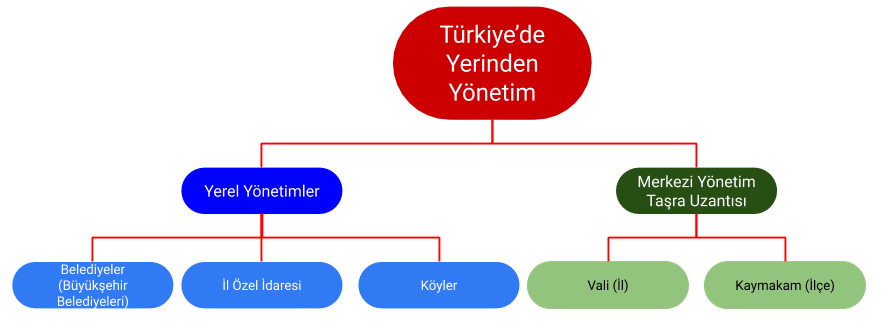 Türkiye’de
Yerinden
Yönetim
Yerel Yönetimler
Merkezi Yönetim
Taşra Uzantısı
Belediyeler
(Büyükşehir
Belediyeleri)
İl Özel İdaresi
Köyler
Vali (İl)
Kaymakam (İlçe)